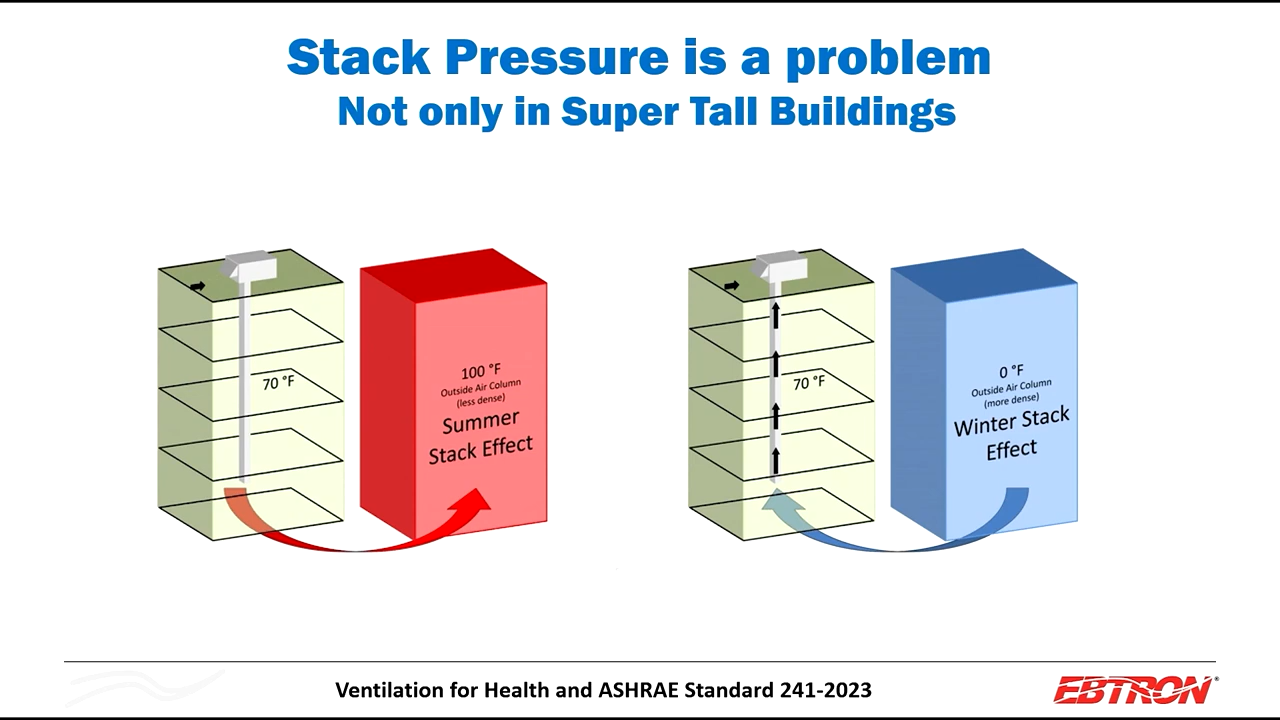 Stack Pressure is a problem
Not only in Super Tall Buildings
70 °F
100 °F
Outside Air Column
(less dense)
Summer
Stack Effect
70 °F
0 °F
Outside Air Column
(more dense)
Winter Stack
Effect
Ventilation for Health and ASHRAE Standard 241-2023
EBTRON®